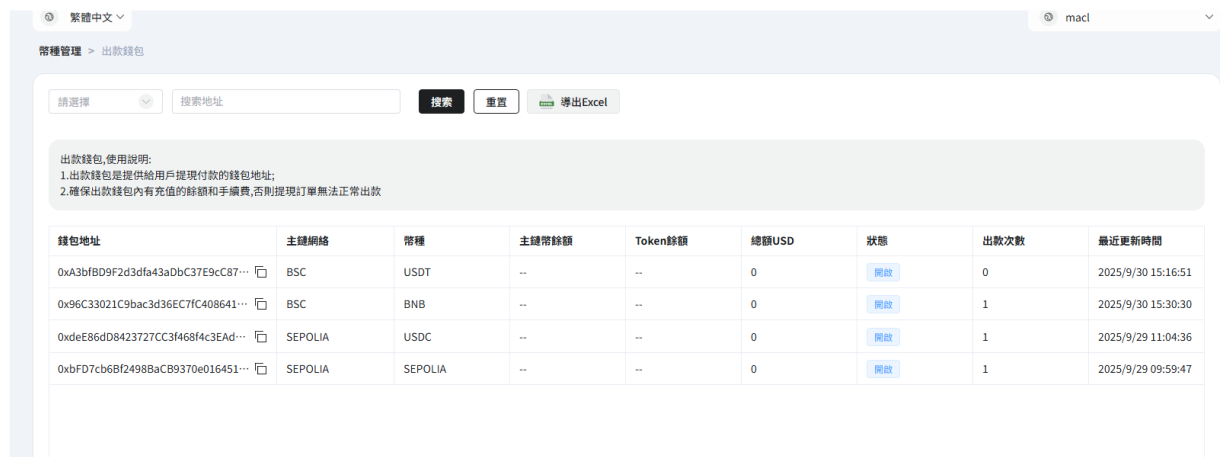 繁體中文
macl
幣種管理 > 出款錢包
請選擇 搜索地址 搜索 重置 導出Excel
出款錢包,使用說明:
1.出款錢包是提供給用戶提現付款的錢包地址;
2.確保出款錢包內有充值的餘額和手續費,否則提現訂單無法正常出款
錢包地址 主鏈網絡 幣種 主鏈幣餘額 Token餘額 總額USD 狀態 出款次數 最近更新時間
0xA3bfBD9F2d3dfa43aDbC37E9cC87… BSC USDT -- -- 0 開啟 0 2025/9/30 15:16:51
0x96C33021C9bac3d36EC7fC408641… BSC BNB -- -- 0 開啟 1 2025/9/30 15:30:30
0xdeE86dD8423727CC3f468f4c3EAd… SEPOLIA USDC -- -- 0 開啟 1 2025/9/29 11:04:36
0xbFD7cb6Bf2498BaCB9370e016451… SEPOLIA SEPOLIA -- -- 0 開啟 1 2025/9/29 09:59:47